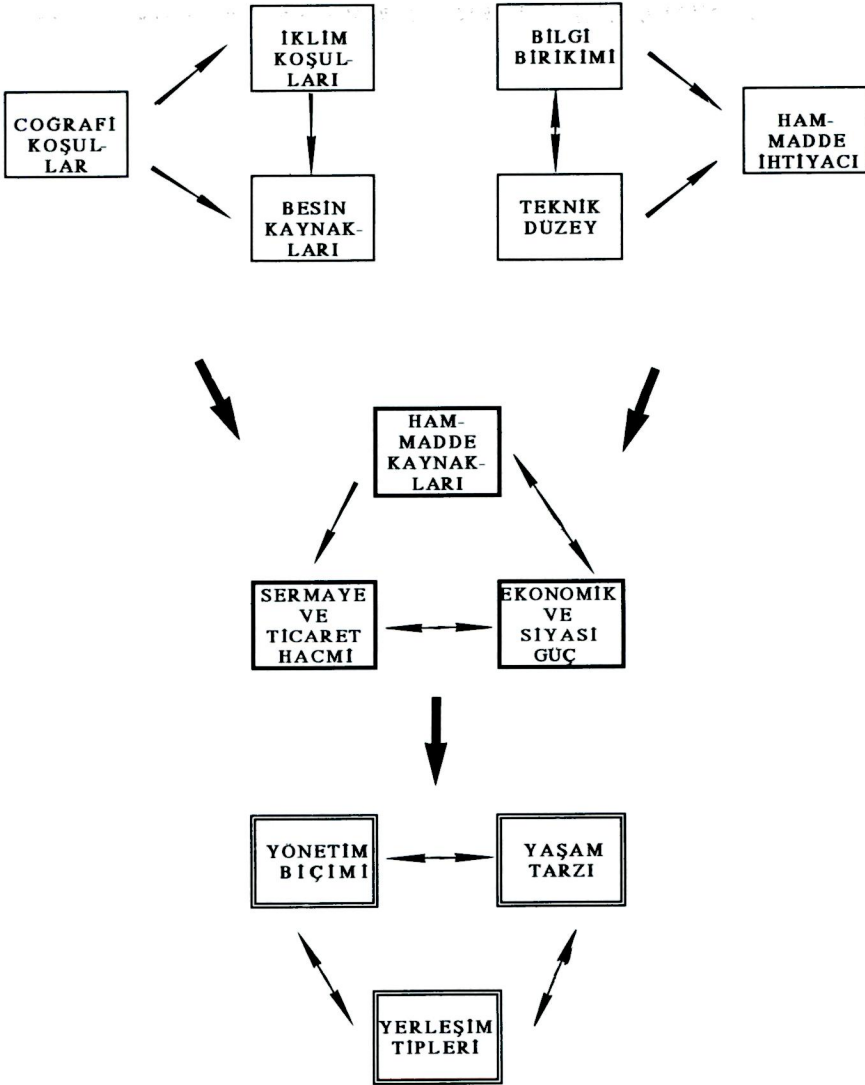 İKLİM
KOŞUL-
LARI
BİLGİ
BİRİKİMİ
COĞRAFİ
KOŞUL-
LAR
HAM-
MADDE
İHTİYACI
BESİN
KAYNAK-
LARI
TEKNİK
DÜZEY
HAM-
MADDE
KAYNAK-
LARI
SERMAYE
VE
TİCARET
HACMİ
EKONOMİK
VE
SİYASİ
GÜÇ
YÖNETİM
BİÇİMİ
YAŞAM
TARZI
YERLEŞİM
TİPLERİ